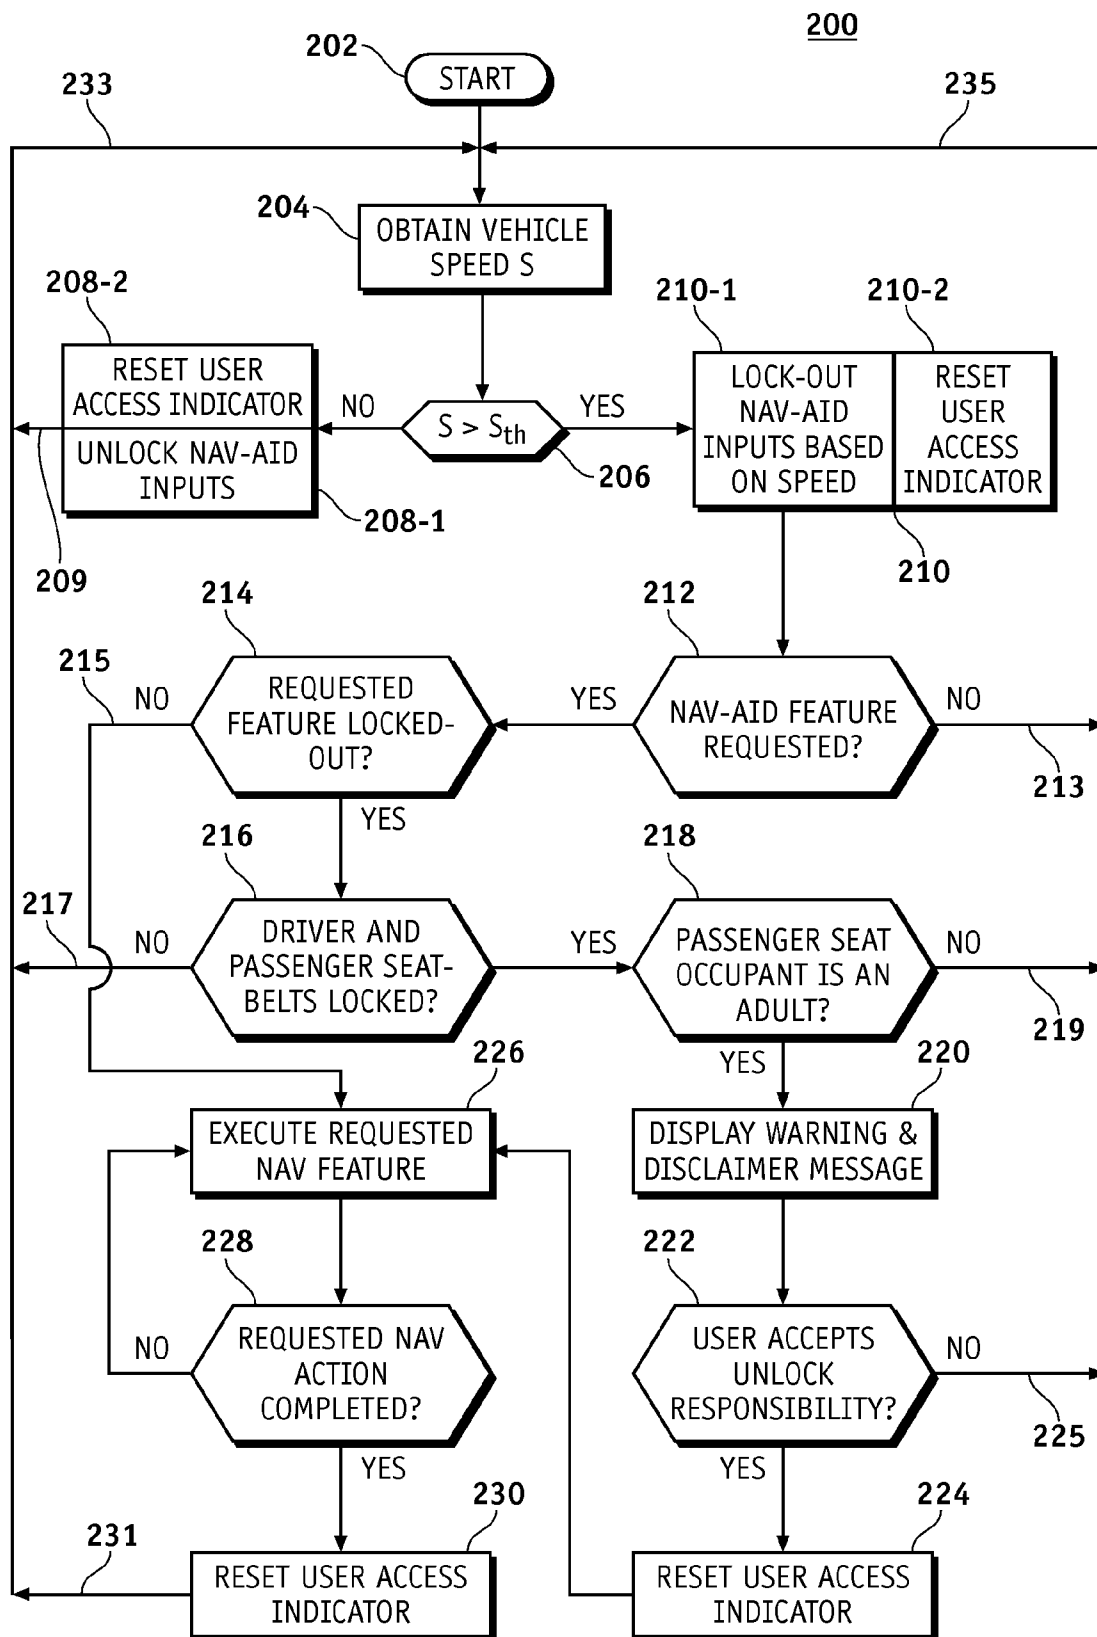 200
202
START
233
235
204
OBTAIN VEHICLE
SPEED S
208-2
210-1
210-2
RESET USER
ACCESS INDICATOR
UNLOCK NAV-AID
INPUTS
NO
S > Sth
YES
LOCK-OUT
NAV-AID
INPUTS BASED
ON SPEED
RESET
USER
ACCESS
INDICATOR
206
208-1
209
210
214
212
215
NO
REQUESTED
FEATURE LOCKED-
OUT?
YES
NAV-AID FEATURE
REQUESTED?
NO
213
YES
216
218
217
NO
DRIVER AND
PASSENGER SEAT-
BELTS LOCKED?
YES
PASSENGER SEAT
OCCUPANT IS AN
ADULT?
NO
219
226
YES
220
EXECUTE REQUESTED
NAV FEATURE
DISPLAY WARNING &
DISCLAIMER MESSAGE
228
222
NO
REQUESTED NAV
ACTION
COMPLETED?
USER ACCEPTS
UNLOCK
RESPONSIBILITY?
NO
225
YES
YES
230
224
231
RESET USER ACCESS
INDICATOR
RESET USER ACCESS
INDICATOR